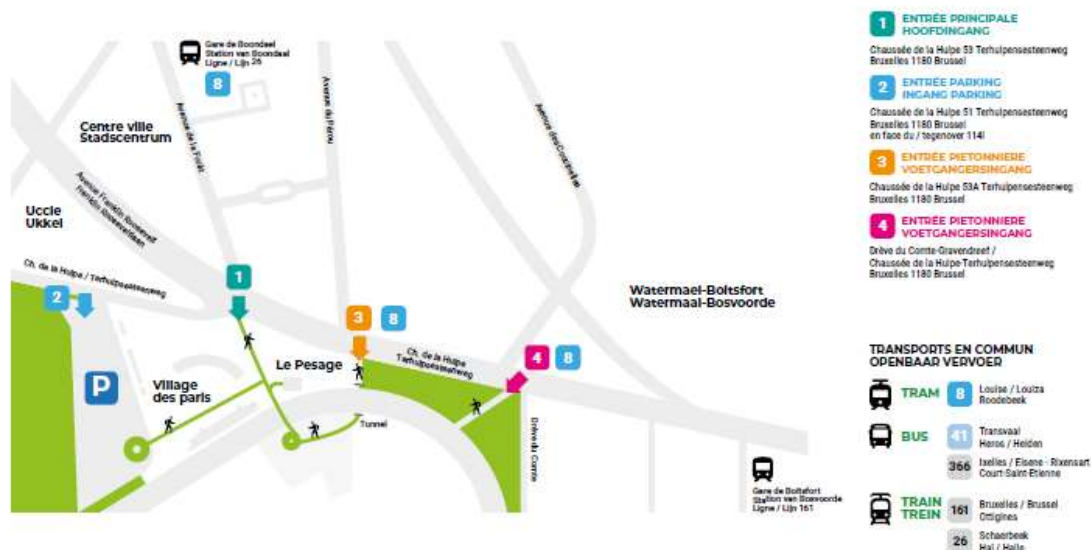 Gare de Boondael
Station van Boondaal
Ligne / Lijn 26
8
Centre ville
Stadscentrum
Avenue de la Forêt
Avenue du Pérou
Avenue des Coccinelles
Uccle
Ukkel
Avenue Franklin Roosevelt
Franklin Rooseveltlaan
Ch. de la Hulpe / Terhulpsesteenweg
2
1
3
8
Watermael-Boitsfort
Watermaal-Bosvoorde
Ch. de la Hulpe
Terhulpsesteenweg
4
8
Le Pesage
P
Village
des paris
Tunnel
Drève du Comte
Gare de Boitsfort
Station van Bosvoorde
Ligne / Lijn 161
1
ENTRÉE PRINCIPALE
HOOFDINGANG
Chaussée de la Hulpe 53 Terhulpensesteenweg
Bruxelles 1180 Brussel
2
ENTRÉE PARKING
INGANG PARKING
Chaussée de la Hulpe 51 Terhulpensesteenweg
Bruxelles 1180 Brussel
en face du / tegenover 114!
3
ENTRÉE PIETONNIERE
VOETGANGERSINGANG
Chaussée de la Hulpe 53A Terhulpensesteenweg
Bruxelles 1180 Brussel
4
ENTRÉE PIETONNIERE
VOETGANGERSINGANG
Drève du Comte-Gravendreef /
Chaussée de la Hulpe-Terhulpensesteenweg
Bruxelles 1180 Brussel
TRANSPORTS EN COMMUN
OPENBAAR VERVOER
TRAM
8
Louise / Louiza
Roodebeek
BUS
41
Transvaal
Heros / Helden
366
Ixelles / Elsene - Rixensart
Court-Saint-Etienne
TRAIN
TREIN
161
Bruxelles / Brussel
Ottigines
26
Schaerbeek
Hal / Halle